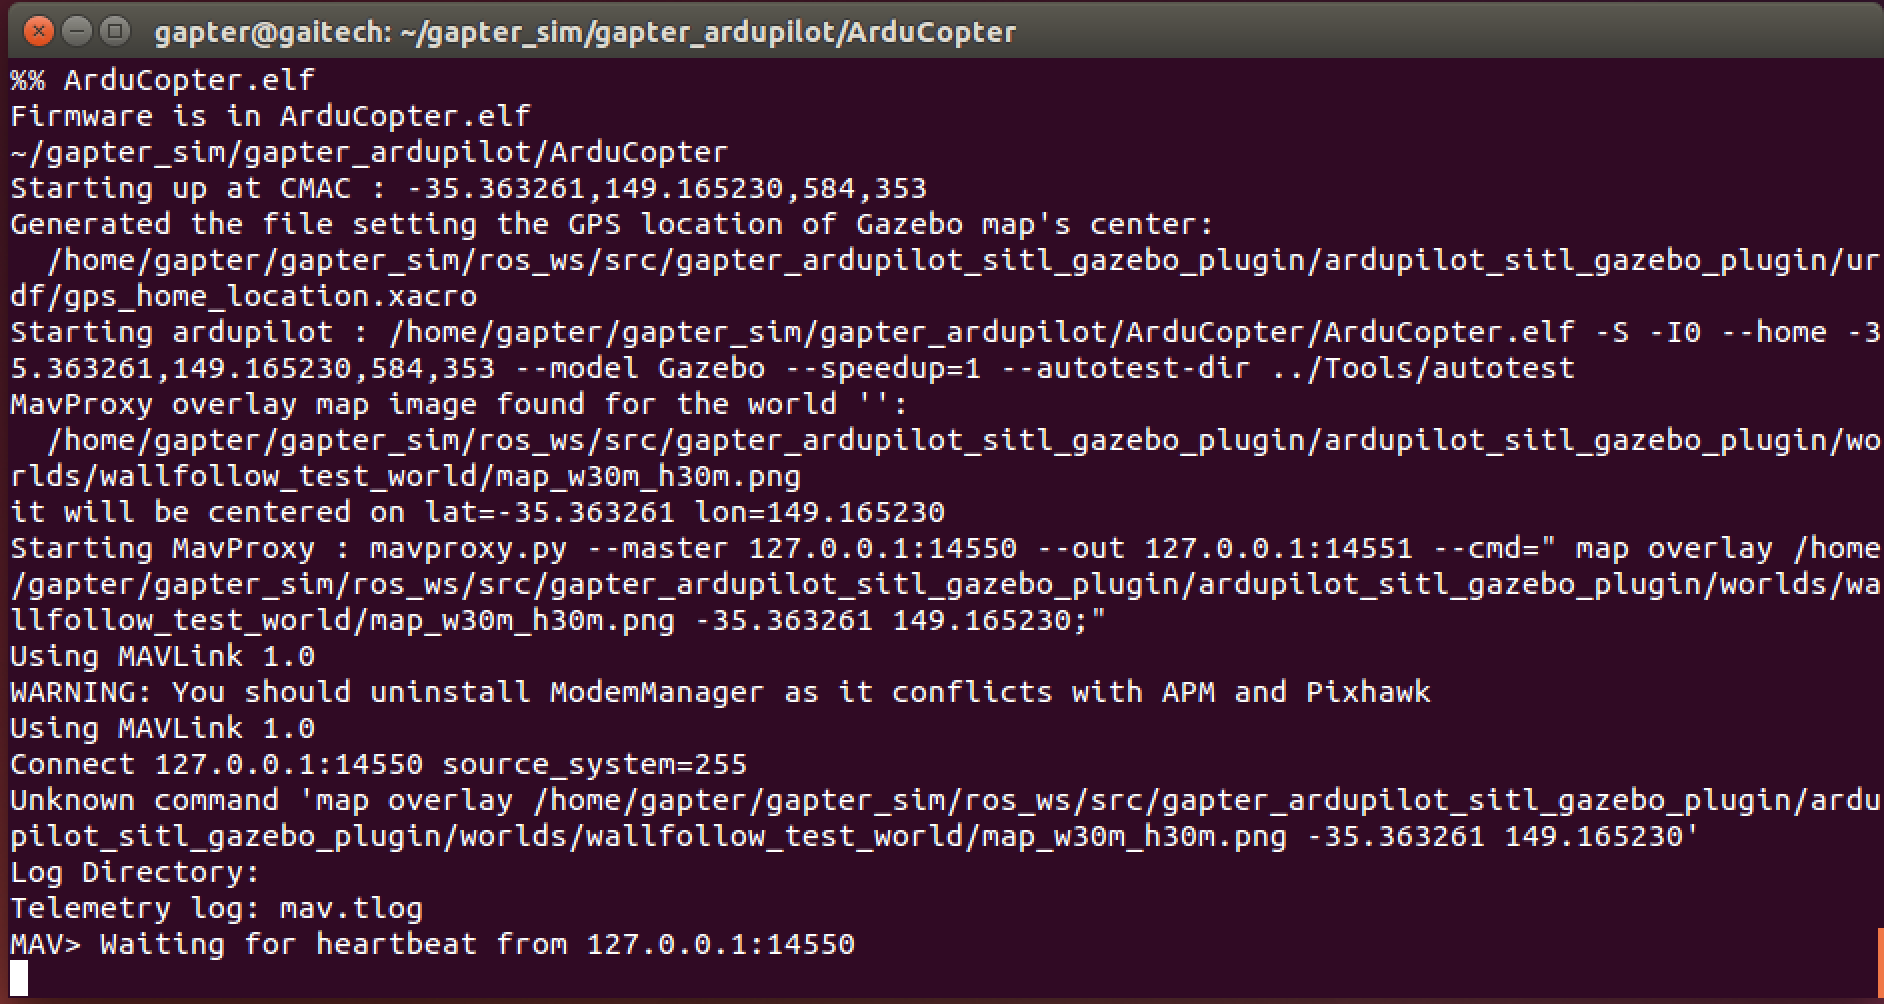 gapter@gaitech: ~/gapter_sim/gapter_ardupilot/ArduCopter
%% ArduCopter.elf
Firmware is in ArduCopter.elf
~/gapter_sim/gapter_ardupilot/ArduCopter
Starting up at CMAC : -35.363261,149.165230,584,353
Generated the file setting the GPS location of Gazebo map's center:
  /home/gapter/gapter_sim/ros_ws/src/gapter_ardupilot_sitl_gazebo_plugin/ardupilot_sitl_gazebo_plugin/ur
df/gps_home_location.xacro
Starting ardupilot : /home/gapter/gapter_sim/gapter_ardupilot/ArduCopter/ArduCopter.elf -S -I0 --home -3
5.363261,149.165230,584,353 --model Gazebo --speedup=1 --autotest-dir ../Tools/autotest
MavProxy overlay map image found for the world '':
  /home/gapter/gapter_sim/ros_ws/src/gapter_ardupilot_sitl_gazebo_plugin/ardupilot_sitl_gazebo_plugin/wo
rlds/wallfollow_test_world/map_w30m_h30m.png
it will be centered on lat=-35.363261 lon=149.165230
Starting MavProxy : mavproxy.py --master 127.0.0.1:14550 --out 127.0.0.1:14551 --cmd=" map overlay /home
/gapter/gapter_sim/ros_ws/src/gapter_ardupilot_sitl_gazebo_plugin/ardupilot_sitl_gazebo_plugin/worlds/wa
llfollow_test_world/map_w30m_h30m.png -35.363261 149.165230;"
Using MAVLink 1.0
WARNING: You should uninstall ModemManager as it conflicts with APM and Pixhawk
Using MAVLink 1.0
Connect 127.0.0.1:14550 source_system=255
Unknown command 'map overlay /home/gapter/gapter_sim/ros_ws/src/gapter_ardupilot_sitl_gazebo_plugin/ardu
pilot_sitl_gazebo_plugin/worlds/wallfollow_test_world/map_w30m_h30m.png -35.363261 149.165230'
Log Directory:
Telemetry log: mav.tlog
MAV> Waiting for heartbeat from 127.0.0.1:14550